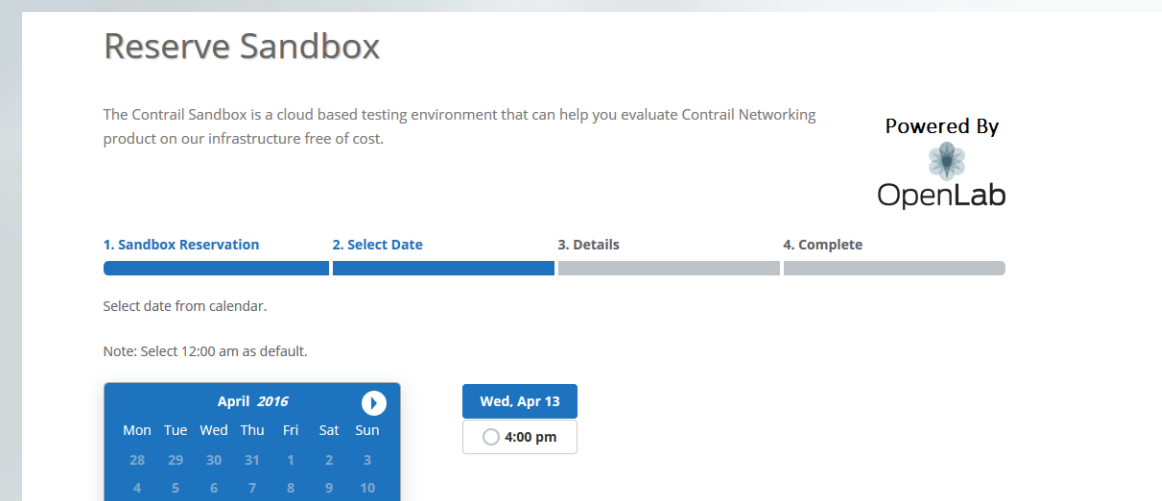 Reserve Sandbox
The Contrail Sandbox is a cloud based testing environment that can help you evaluate Contrail Networking
product on our infrastructure free of cost.
Powered By
OpenLab
1. Sandbox Reservation 2. Select Date 3. Details 4. Complete
Select date from calendar.
Note: Select 12:00 am as default.
April 2016
Mon Tue Wed Thu Fri Sat Sun
28 29 30 31 1 2 3
4 5 6 7 8 9 10
Wed, Apr 13
4:00 pm